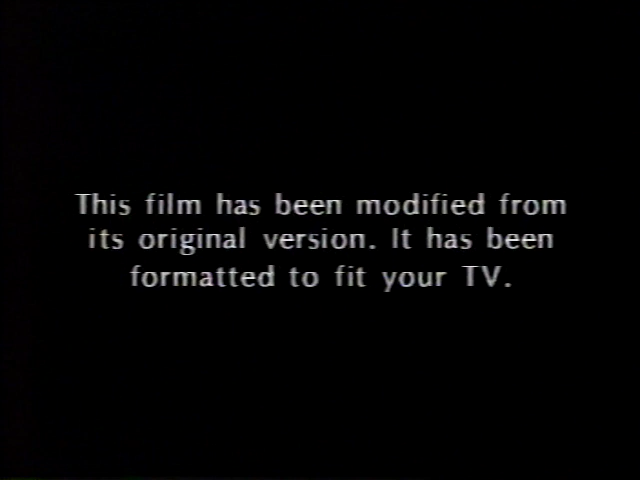 This film has been modified from
its original version. It has been
formatted to fit your TV.